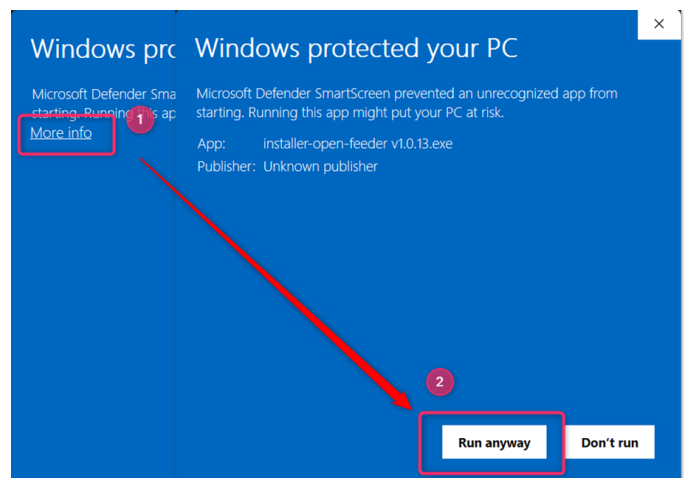 Windows pro
Microsoft Defender Sma
starting. Running this ap
More info
1
Windows protected your PC
Microsoft Defender SmartScreen prevented an unrecognized app from
starting. Running this app might put your PC at risk.
App: installer-open-feeder v1.0.13.exe
Publisher: Unknown publisher
2
Run anyway
Don't run